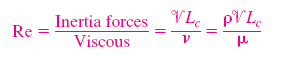 Re = Inertia forces / Viscous = 𝒱L_c / ν = ρ𝒱L_c / μ